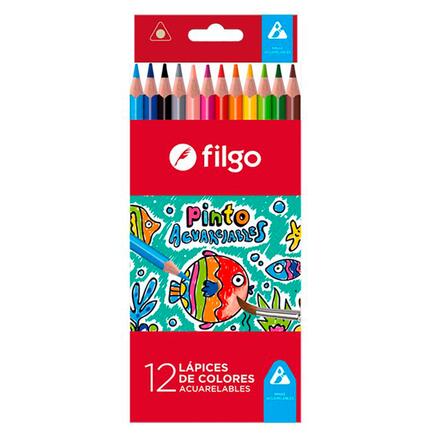 filgo
Pinto
ACUARELABLES
12 LÁPICES
DE COLORES
ACUARELABLES